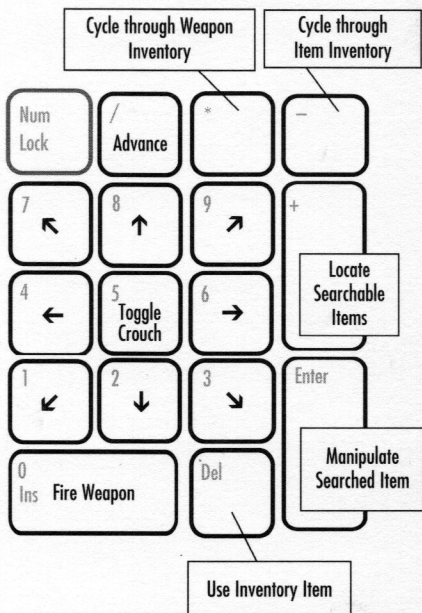 Cycle through Weapon
Inventory
Cycle through
Item Inventory
Num
Lock
/
Advance
*
–
7
↖
8
↑
9
↗
+
4
←
5
Toggle
Crouch
6
→
Locate
Searchable
Items
1
↙
2
↓
3
↘
Enter
Manipulate
Searched Item
0
Ins Fire Weapon
Del
Use Inventory Item